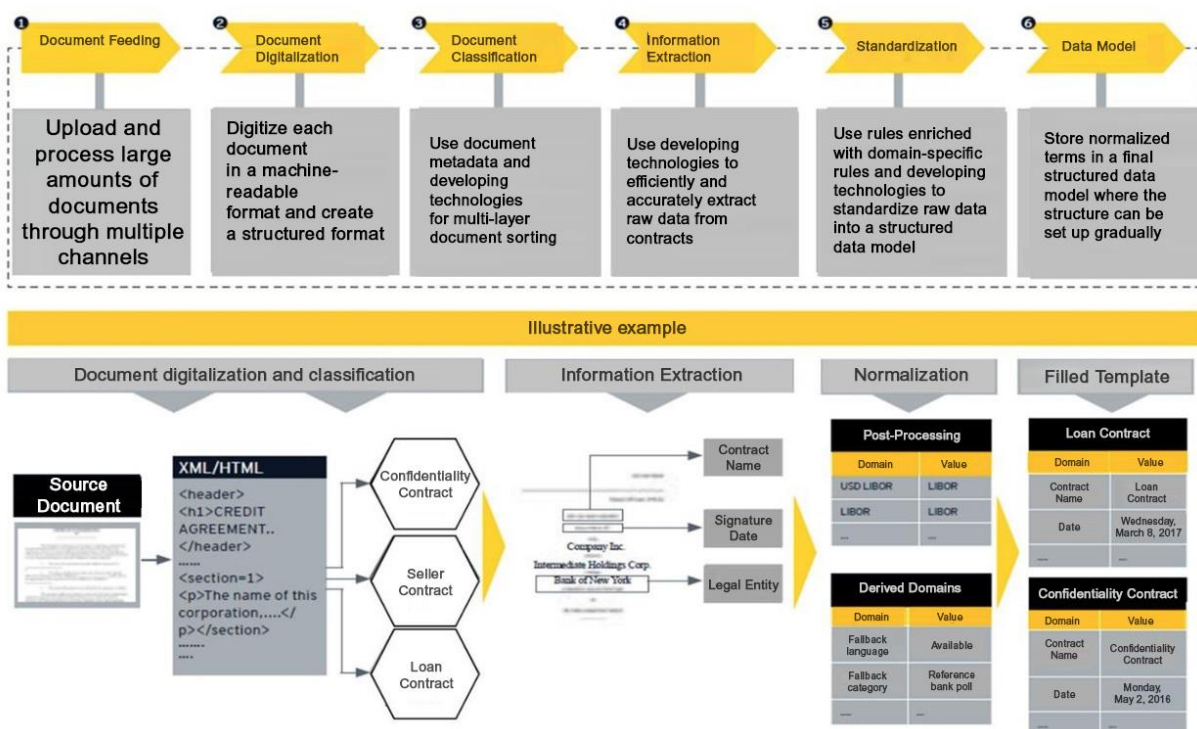 1
Document Feeding
2
Document
Digitalization
3
Document
Classification
4
Information
Extraction
5
Standardization
6
Data Model
Upload and
process large
amounts of
documents
through multiple
channels
Digitize each
document
in a machine-
readable
format and create
a structured format
Use document
metadata and
developing
technologies
for multi-layer
document sorting
Use developing
technologies to
efficiently and
accurately extract
raw data from
contracts
Use rules enriched
with domain-specific
rules and developing
technologies to
standardize raw data
into a structured
data model
Store normalized
terms in a final
structured data
model where the
structure can be
set up gradually
Illustrative example
Document digitalization and classification
Information Extraction
Normalization
Filled Template
Source
Document
XML/HTML
<header>
<h1>CREDIT
AGREEMENT..
</header>
......
<section=1>
<p>The name of this
corporation,....</
p></section>
.......
....
Confidentiality
Contract
Seller
Contract
Loan
Contract
Company Inc.
Intermediate Holdings Corp.
Bank of New York
Contract
Name
Signature
Date
Legal Entity
Post-Processing
Domain Value
USD LIBOR LIBOR
LIBOR LIBOR
.... ....
Derived Domains
Domain Value
Fallback
language
Available
Fallback
category
Reference
bank poll
.... ....
Loan Contract
Domain Value
Contract
Name
Loan
Contract
Date
Wednesday,
March 8, 2017
.... ....
Confidentiality Contract
Domain Value
Contract
Name
Confidentiality
Contract
Date
Monday,
May 2, 2016
.... ....